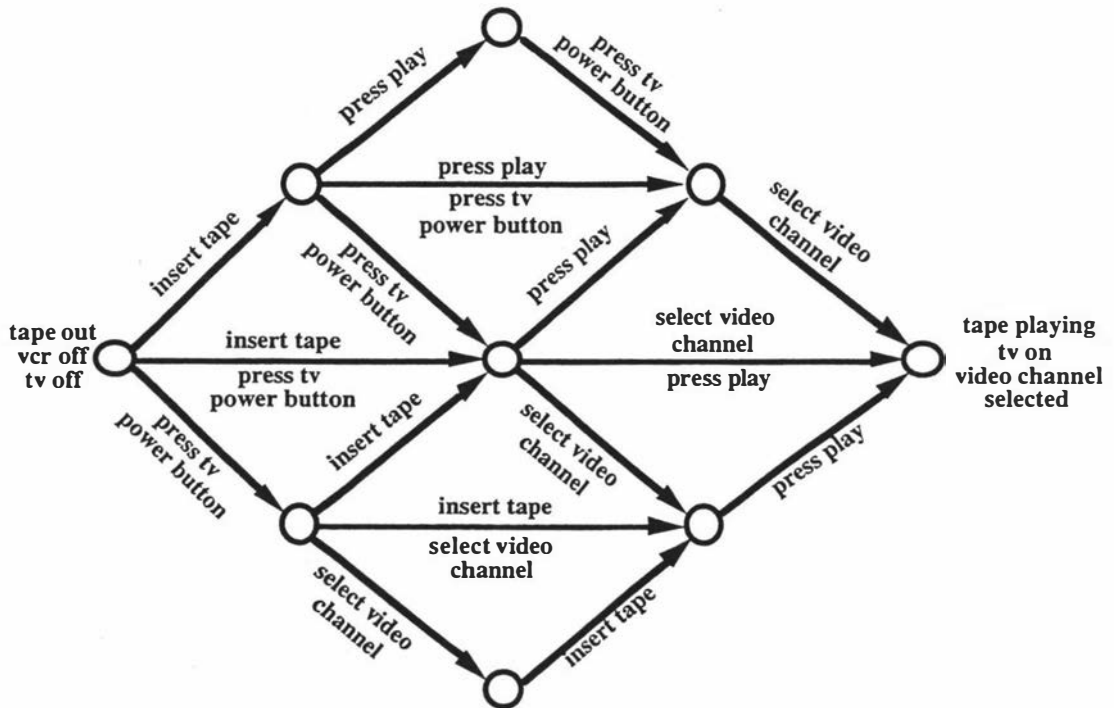 press play
press tv
power button
press play
press tv
power button
insert tape
select video
channel
press tv
power button
press play
tape out
vcr off
tv off
insert tape
press tv
power button
select video
channel
press play
tape playing
tv on
video channel
selected
press tv
power button
insert tape
select video
channel
press play
insert tape
select video
channel
select video
channel
insert tape